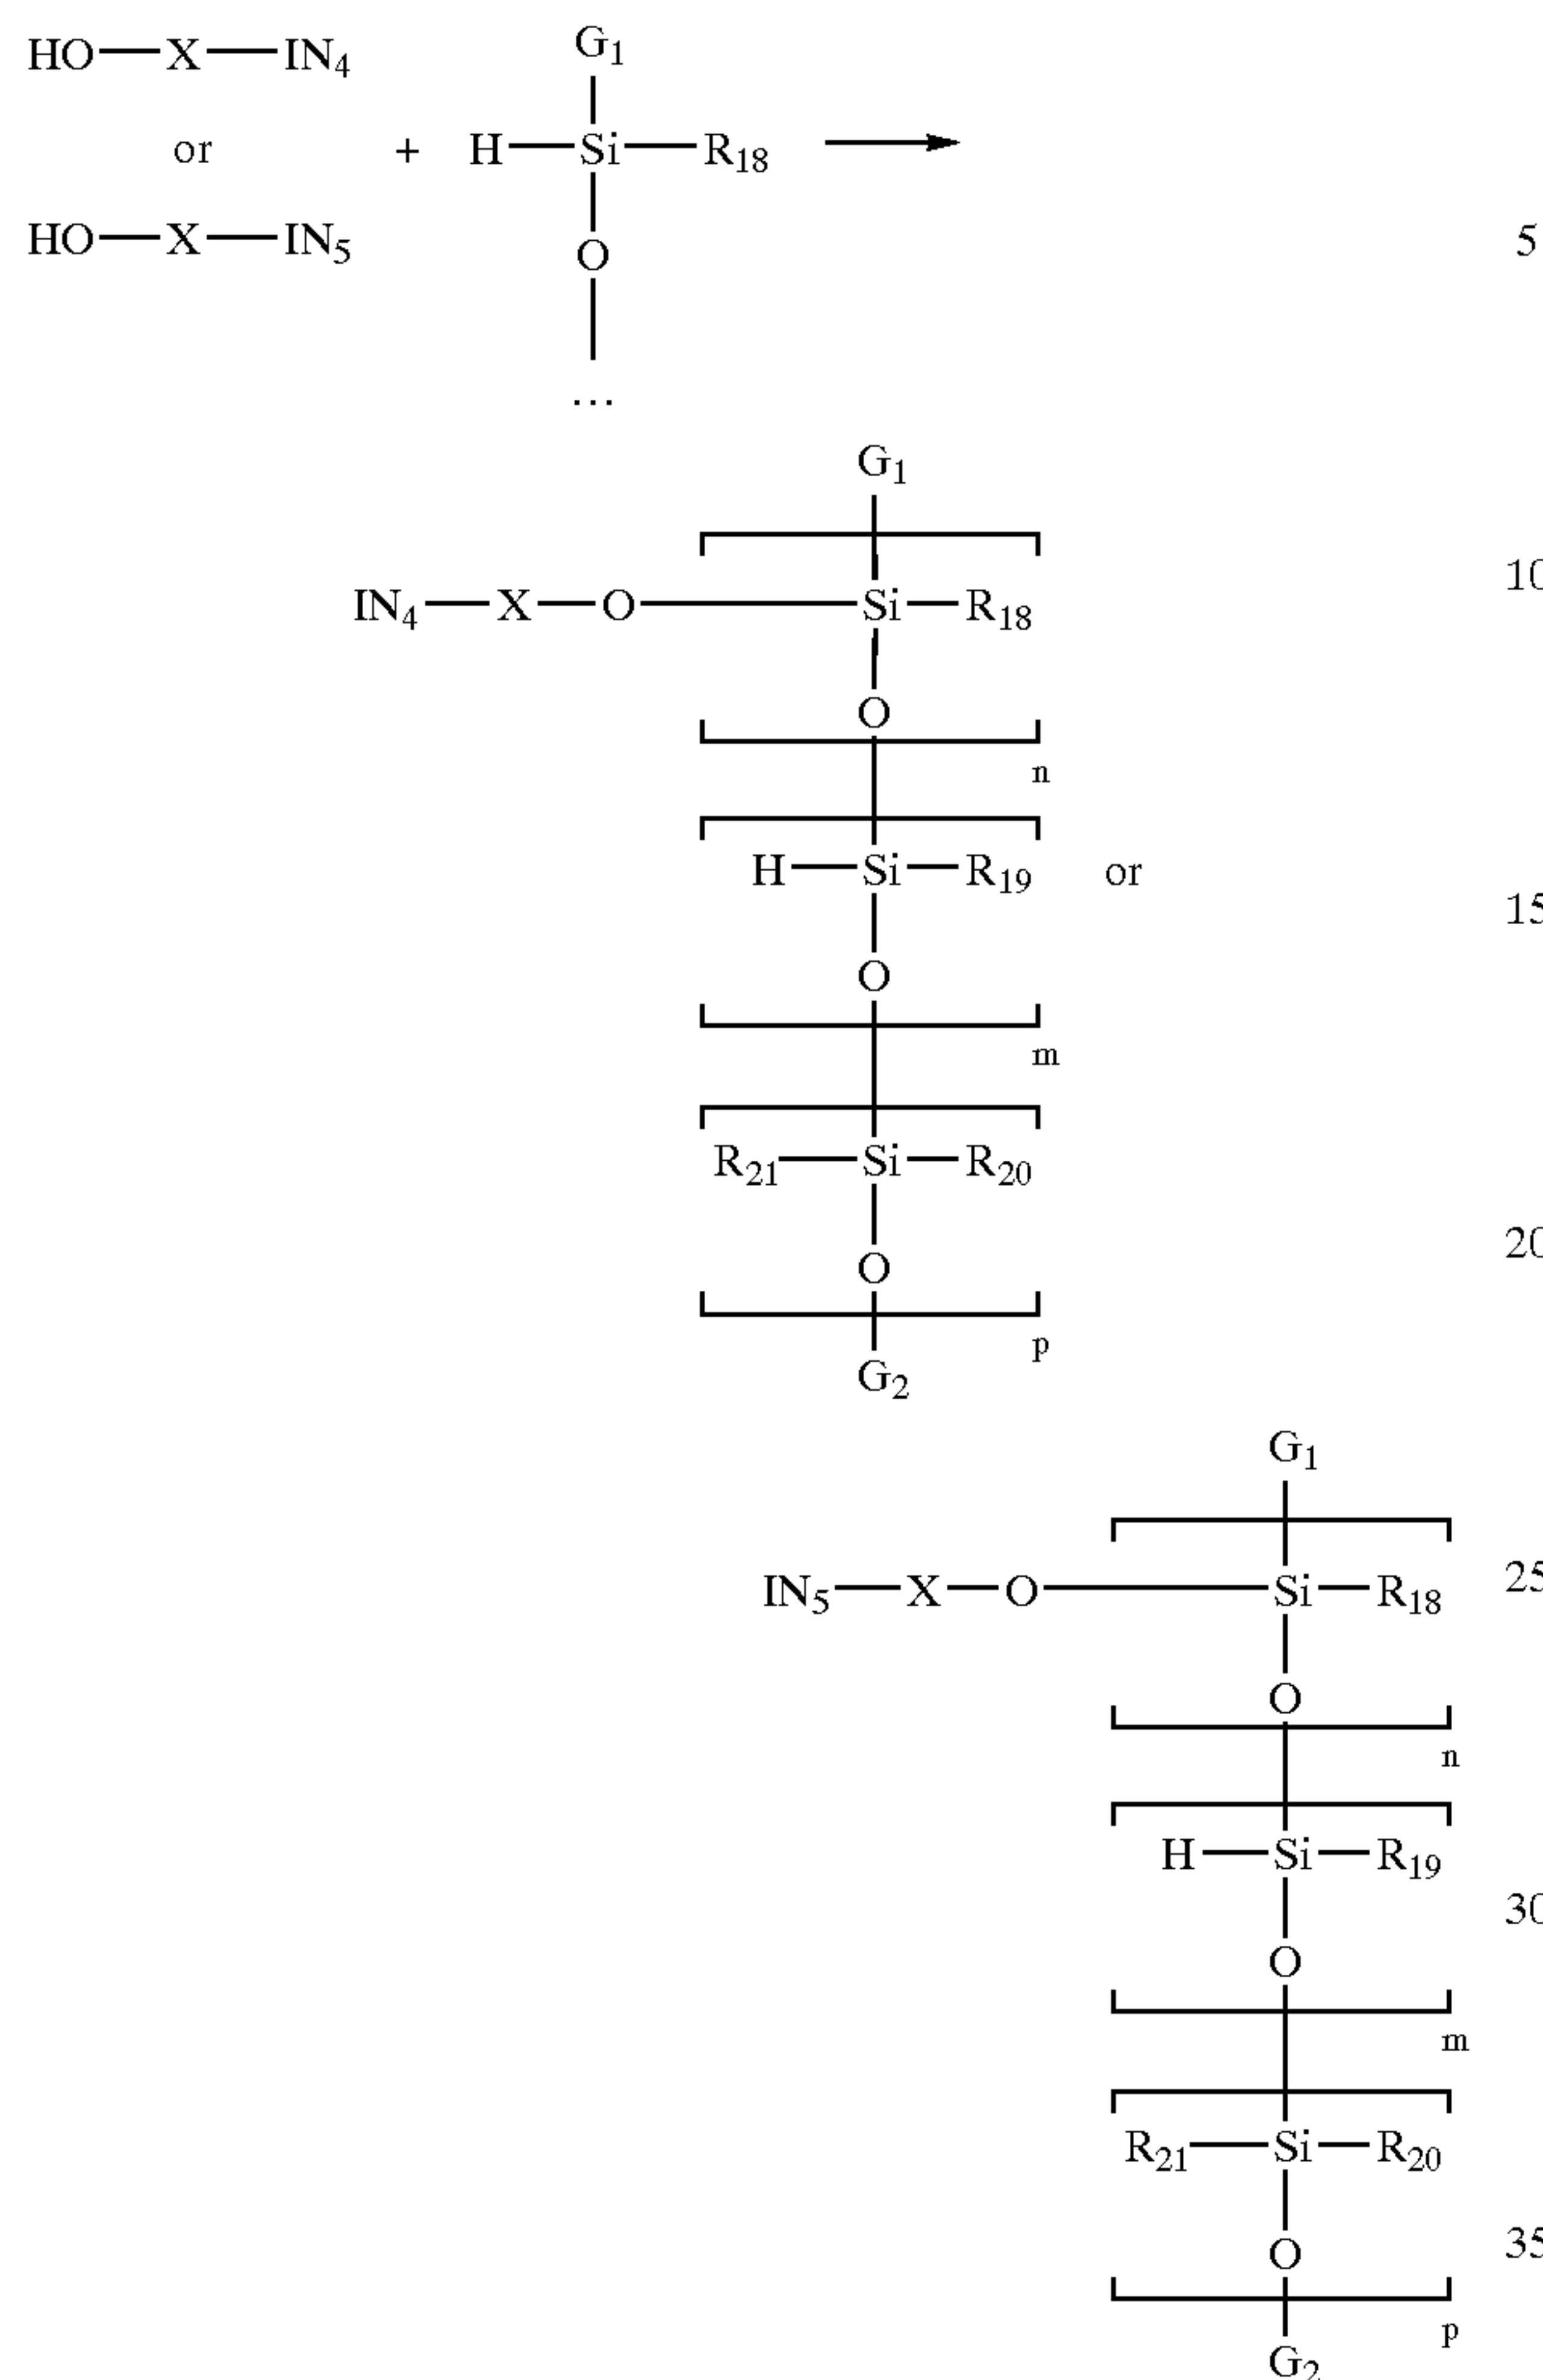 HO—X—IN4
G1
or
+
H—Si—R18
HO—X—IN5
5
O
...
G1
10
IN4—X—O—Si—R18
O
n
H—Si—R19
or
15
O
m
R21—Si—R20
20
O
p
G2
G1
IN5—X—O—Si—R18
25
O
n
H—Si—R19
30
O
m
R21—Si—R20
35
O
p
G2